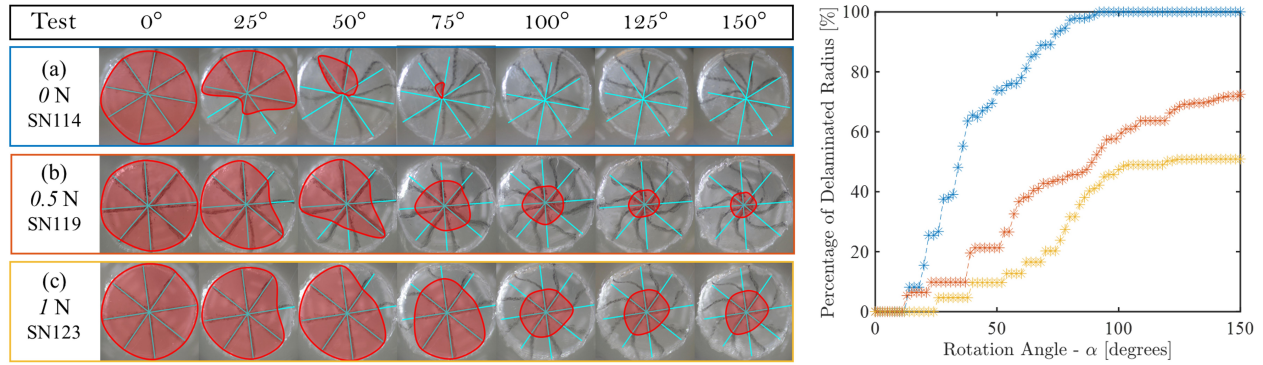 Test 0° 25° 50° 75° 100° 125° 150°
(a)
0 N
SN114
(b)
0.5 N
SN119
(c)
1 N
SN123
Percentage of Delaminated Radius [%]
100
80
60
40
20
0
0 50 100 150
Rotation Angle - α [degrees]